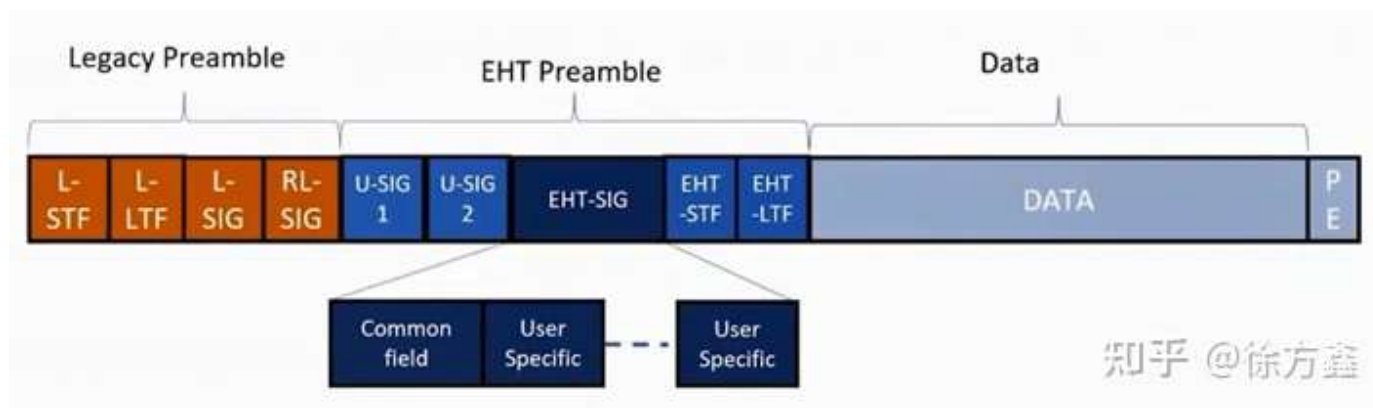 Legacy Preamble
EHT Preamble
Data
L-
STF
L-
LTF
L-
SIG
RL-
SIG
U-SIG
1
U-SIG
2
EHT-SIG
EHT
-STF
EHT
-LTF
DATA
P
E
Common
field
User
Specific
User
Specific
知乎 @徐方鑫